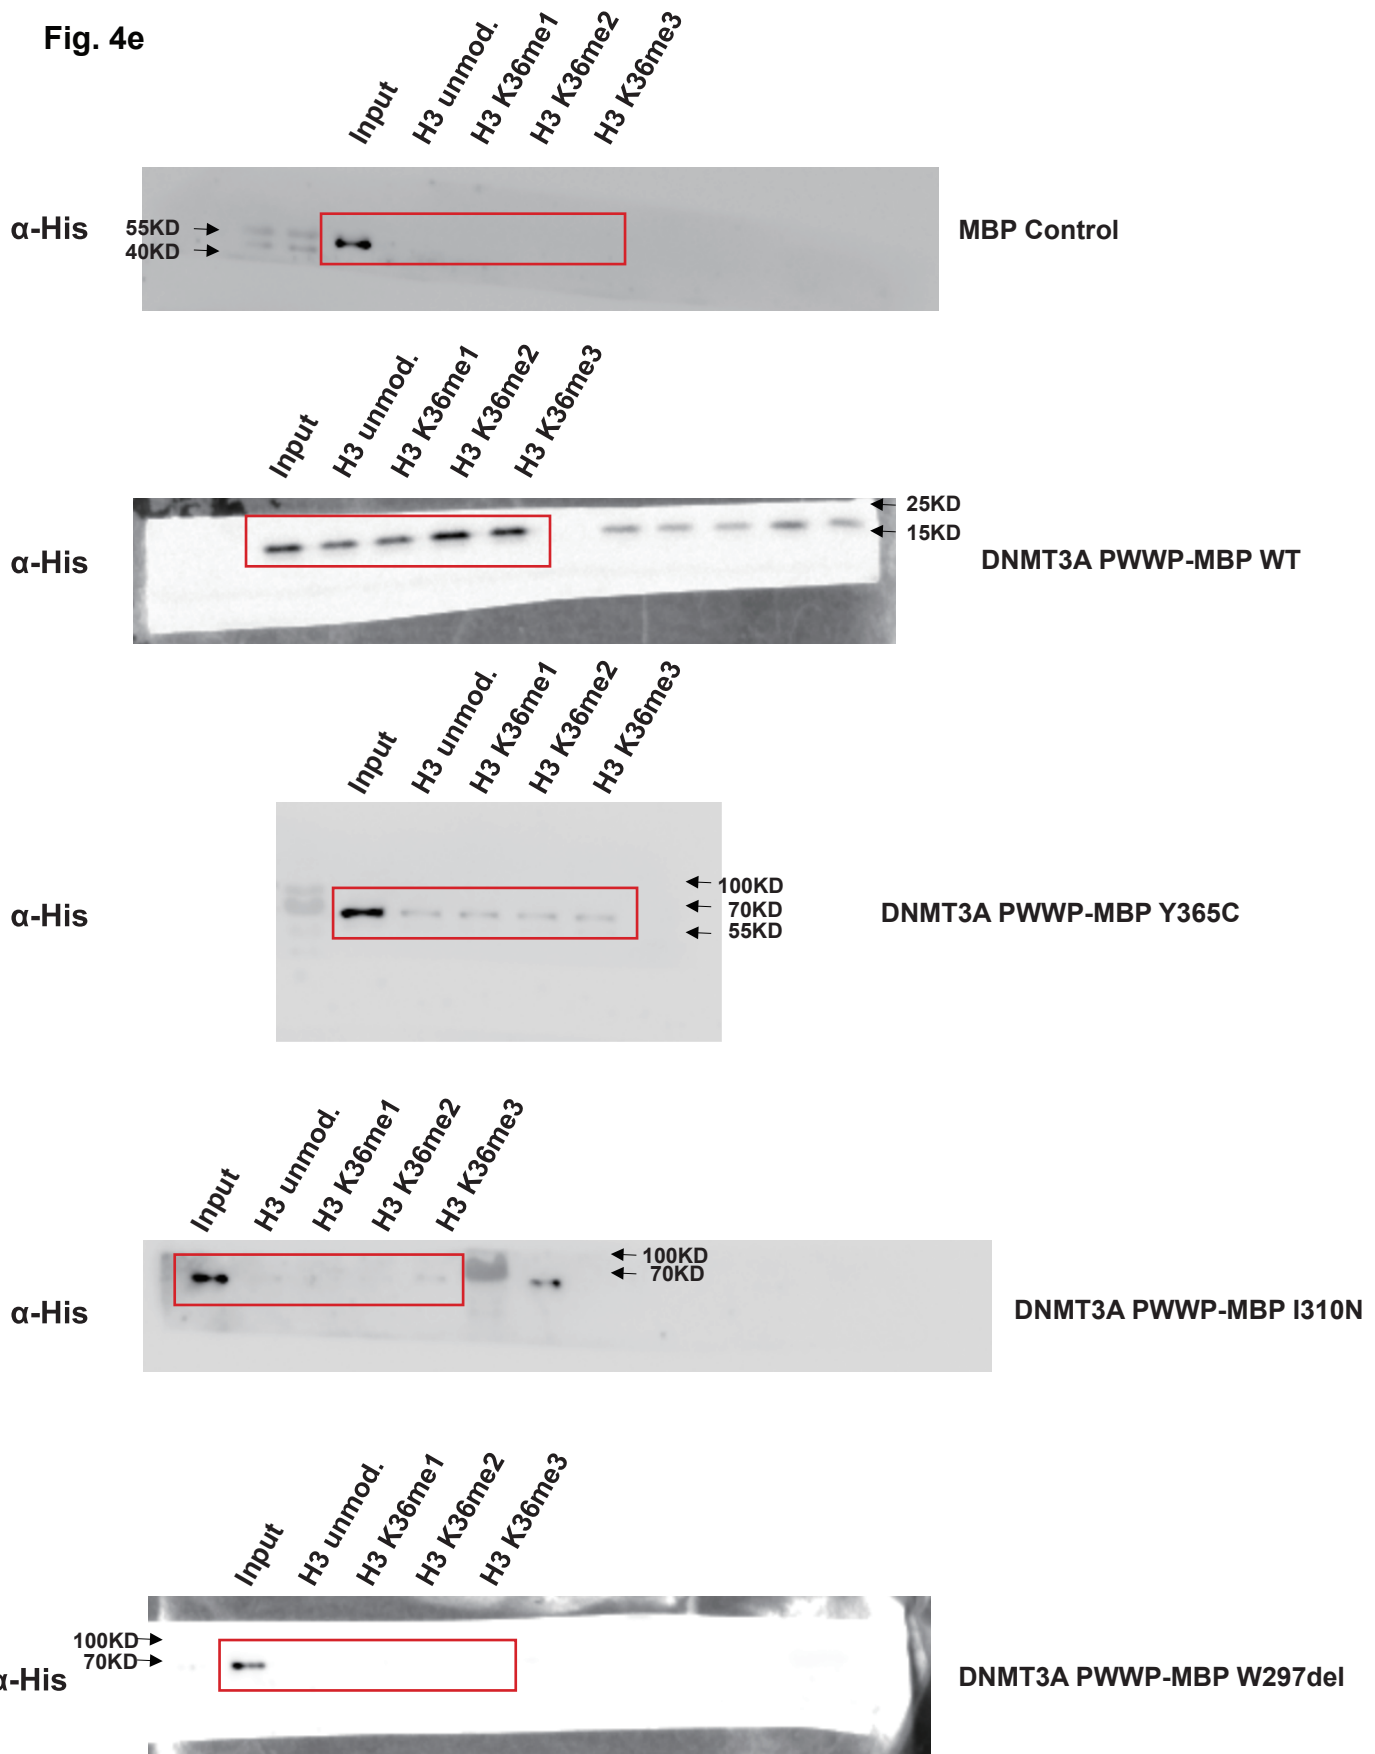 Fig. 4e
Input
H3 unmod.
H3 K36me1
H3 K36me2
H3 K36me3
α-His
55KD
40KD
MBP Control
Input
H3 unmod.
H3 K36me1
H3 K36me2
H3 K36me3
α-His
25KD
15KD
DNMT3A PWWP-MBP WT
Input
H3 unmod.
H3 K36me1
H3 K36me2
H3 K36me3
α-His
100KD
70KD
55KD
DNMT3A PWWP-MBP Y365C
Input
H3 unmod.
H3 K36me1
H3 K36me2
H3 K36me3
α-His
100KD
70KD
DNMT3A PWWP-MBP I310N
Input
H3 unmod.
H3 K36me1
H3 K36me2
H3 K36me3
100KD
70KD
α-His
DNMT3A PWWP-MBP W297del